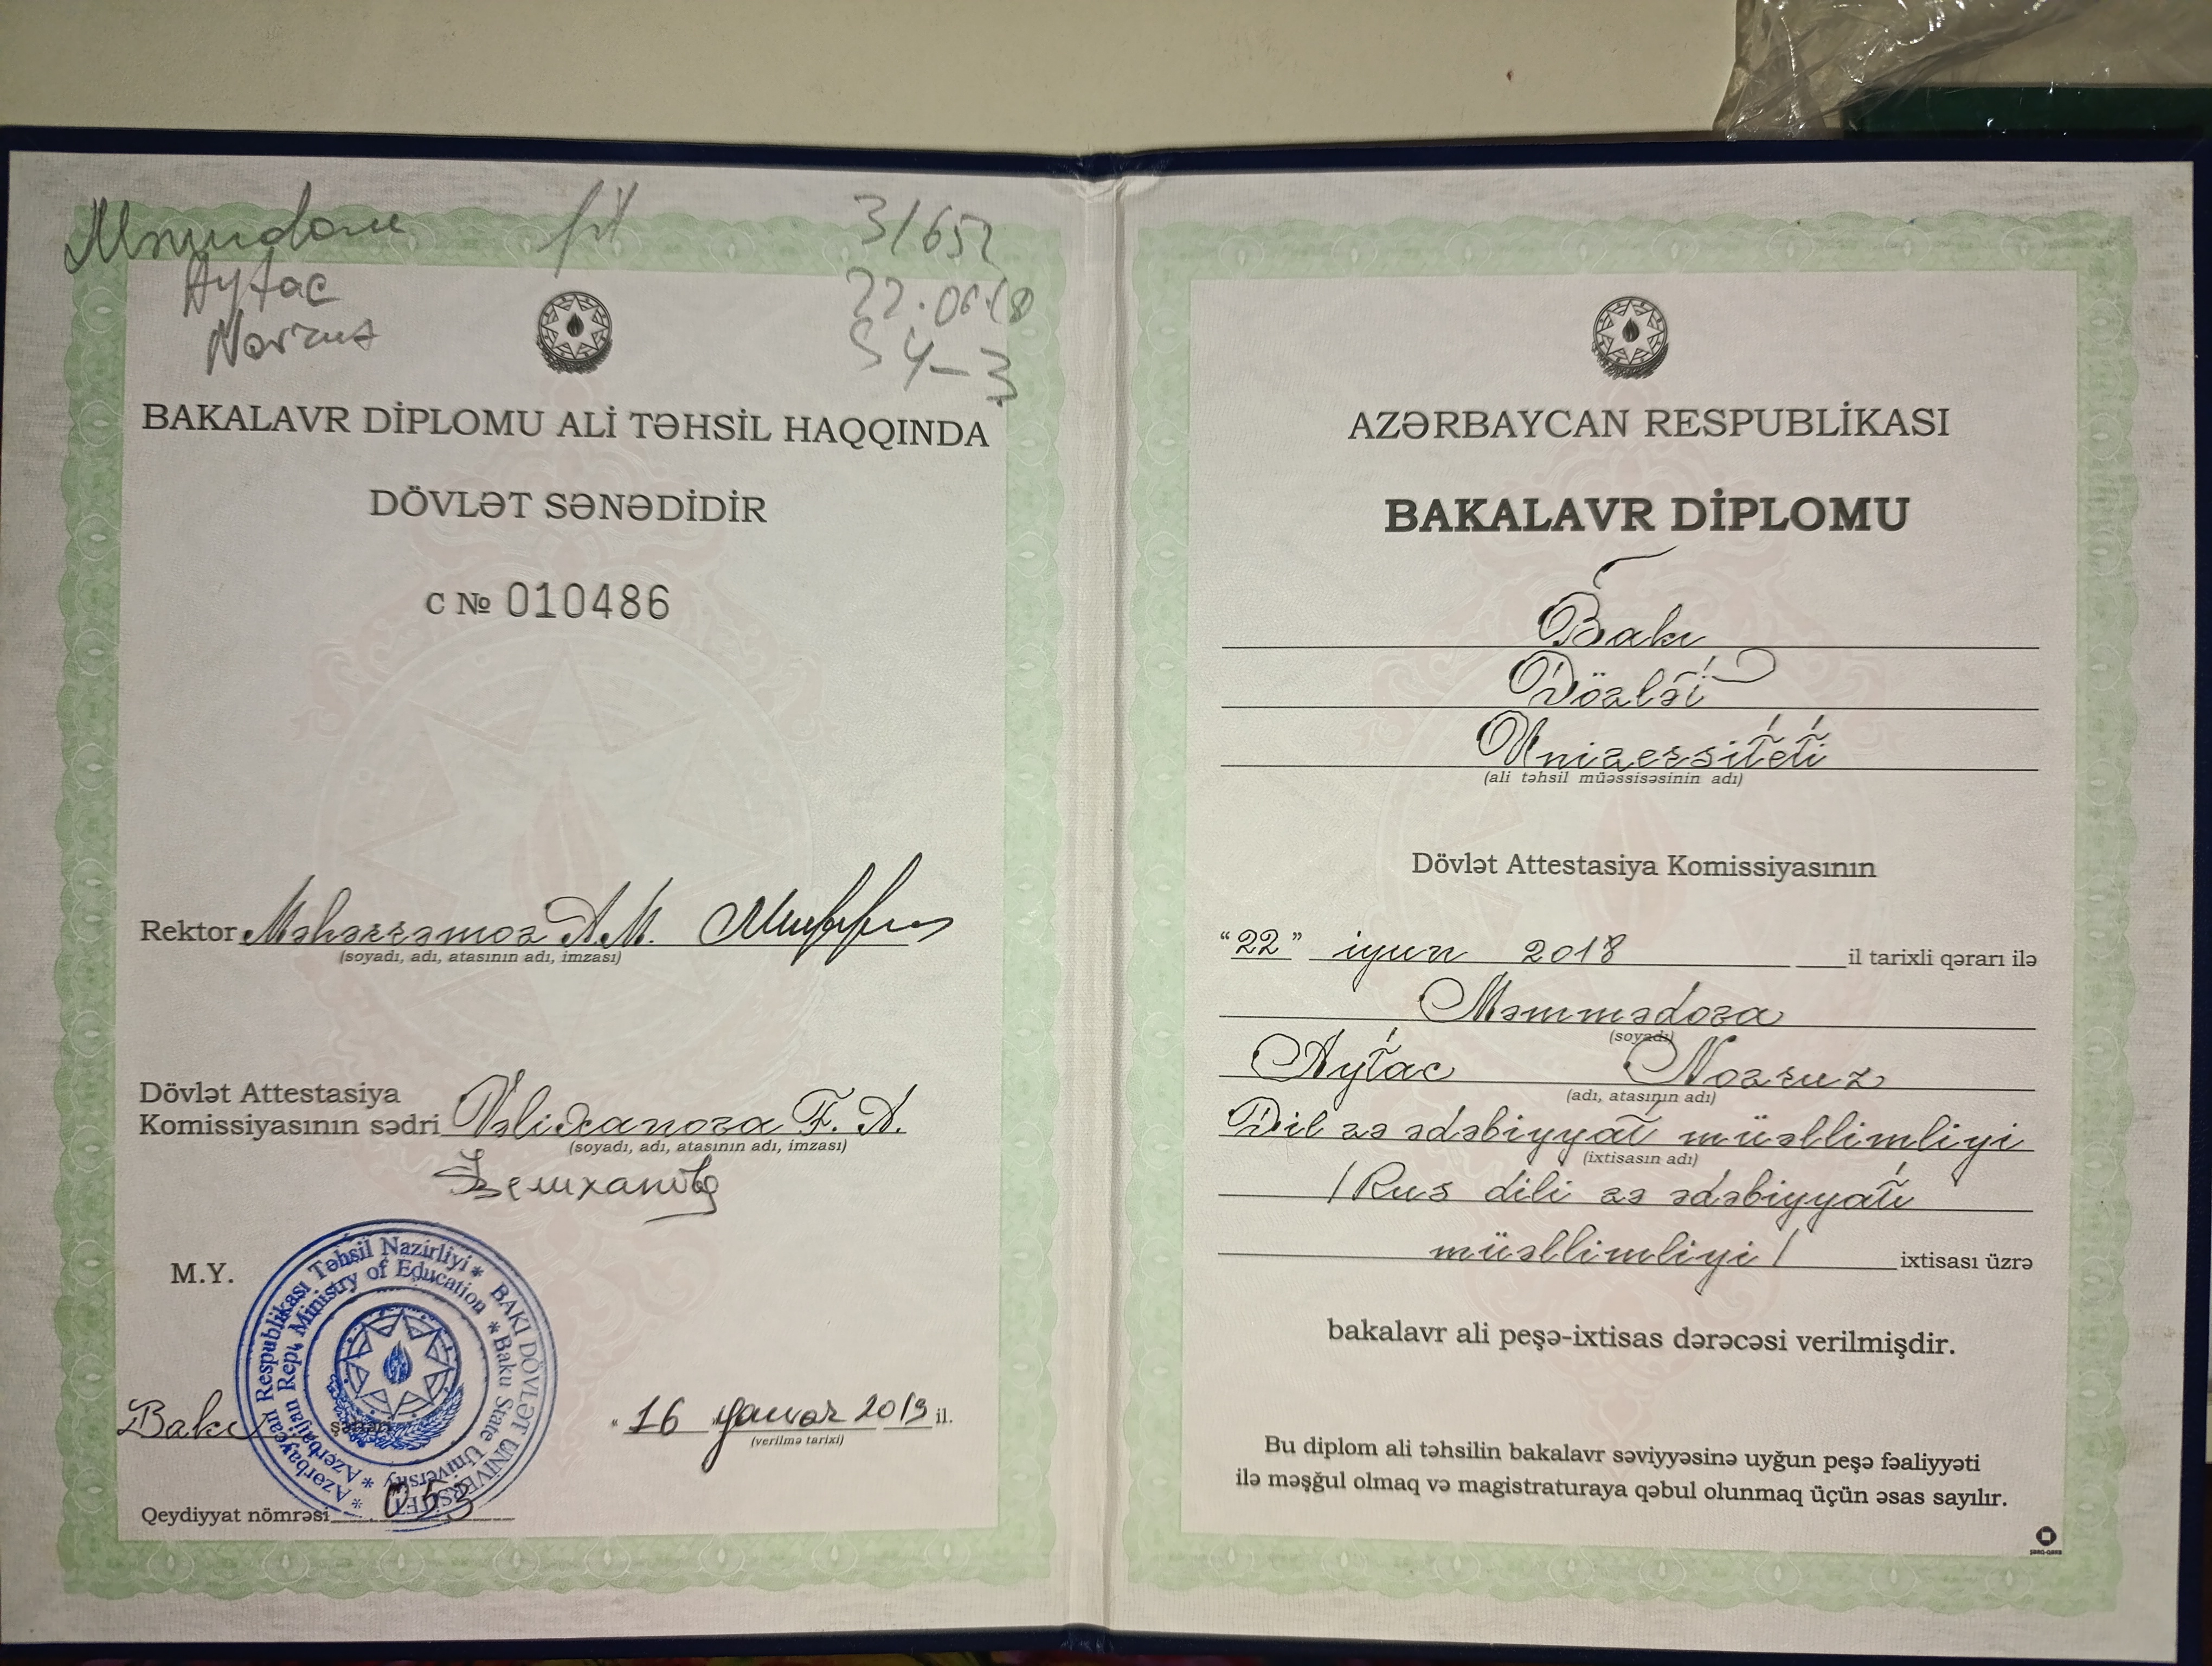 Aytac
3/652
22.06.18
S4-3
BAKALAVR DİPLOMU ALİ TƏHSİL HAQQINDA
DÖVLƏT SƏNƏDİDİR
C № 010486
Rektor Məhərrəmov A.M.
(soyadı, adı, atasının adı, imzası)
Dövlət Attestasiya
Komissiyasının sədri Vəlixanova F. A.
(soyadı, adı, atasının adı, imzası)
M.Y.
Azərbaycan Respublikası Təhsil Nazirliyi * BAKI DÖVLƏT UNİVERSİTETİ *
Azerbaijan Rep. Ministry of Education * Baku State University *
Bakı şəhəri
"16 yanvar 2019 il.
(verilmə tarixi)
Qeydiyyat nömrəsi 053
AZƏRBAYCAN RESPUBLİKASI
BAKALAVR DİPLOMU
Bakı
Dövlət
Universiteti
(ali təhsil müəssisəsinin adı)
Dövlət Attestasiya Komissiyasının
"22" iyun 2018 il tarixli qərarı ilə
Məmmədova
(soyadı)
Aytac Novruz
(adı, atasının adı)
Dil və ədəbiyyat müəllimliyi
(ixtisasın adı)
/Rus dili və ədəbiyyatı
müəllimliyi/ ixtisası üzrə
bakalavr ali peşə-ixtisas dərəcəsi verilmişdir.
Bu diplom ali təhsilin bakalavr səviyyəsinə uyğun peşə fəaliyyəti
ilə məşğul olmaq və magistraturaya qəbul olunmaq üçün əsas sayılır.
ŞƏRQ-QƏRB